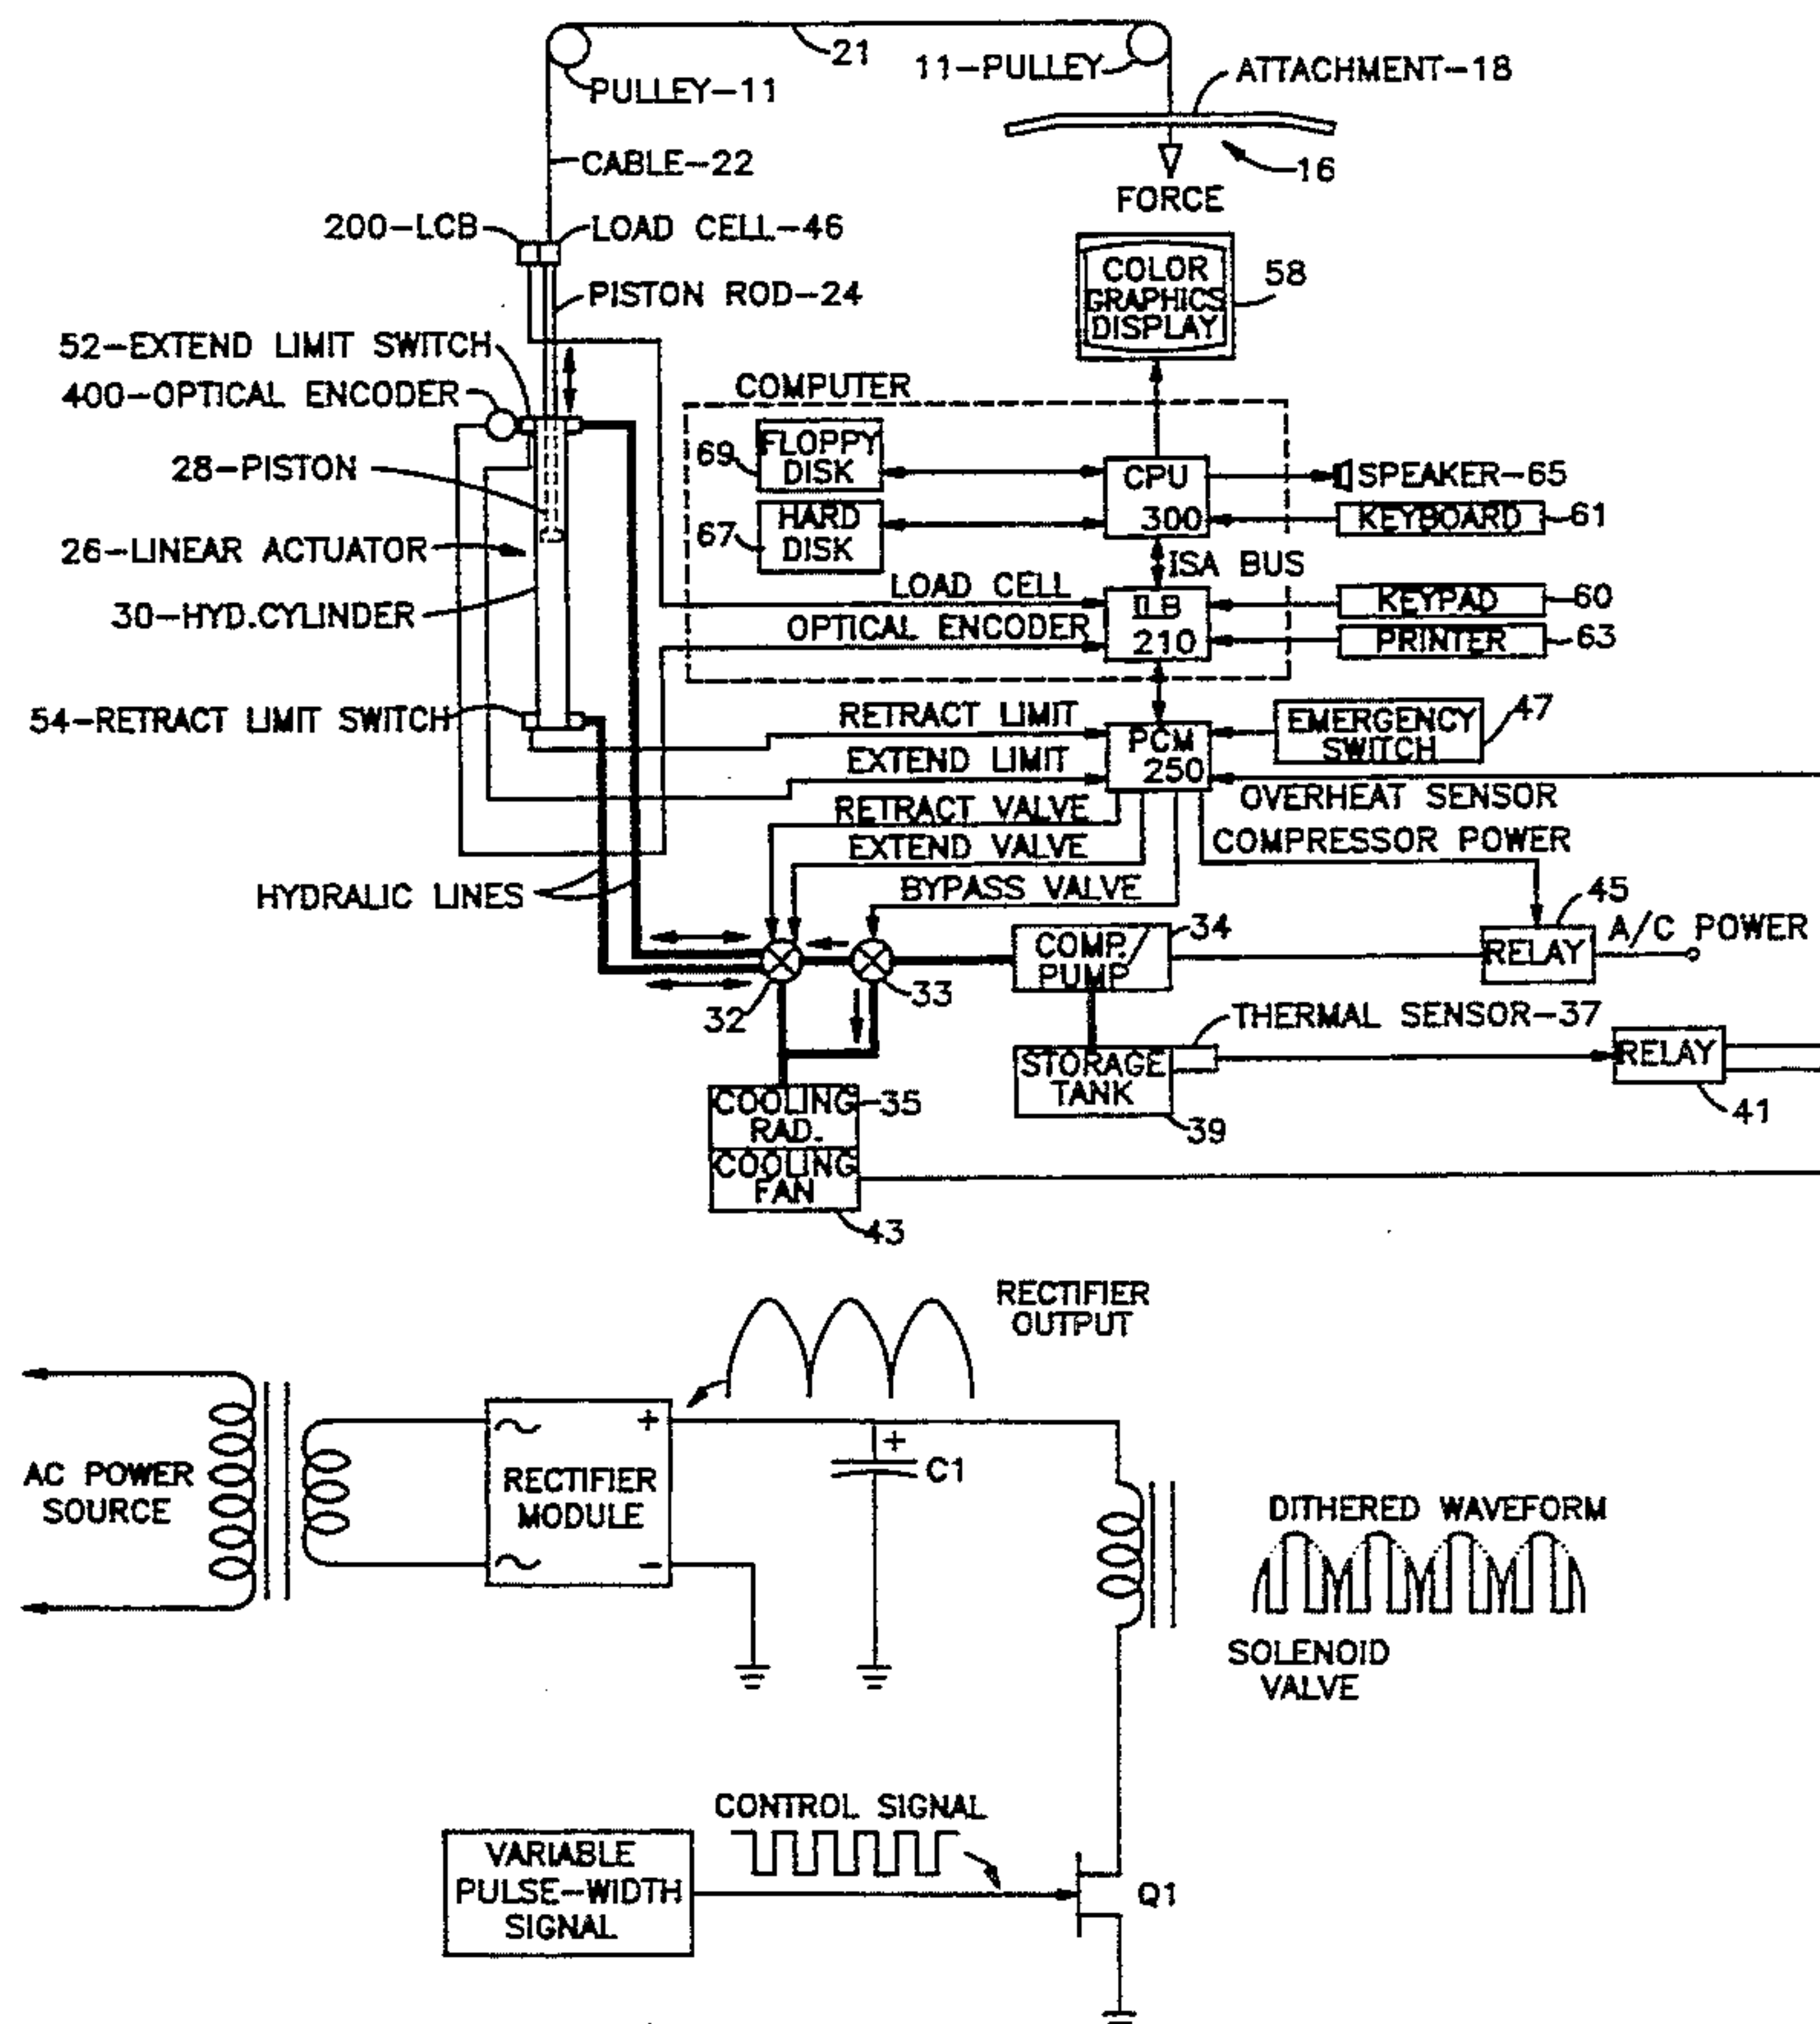 21
11-PULLEY
ATTACHMENT-18
PULLEY-11
CABLE-22
16
FORCE
200-LCB
LOAD CELL-46
COLOR
GRAPHICS
DISPLAY
58
PISTON ROD-24
52-EXTEND LIMIT SWITCH
400-OPTICAL ENCODER
COMPUTER
69
FLOPPY
DISK
28-PISTON
CPU
300
SPEAKER-65
KEYBOARD
61
67
HARD
DISK
26-LINEAR ACTUATOR
ISA BUS
LOAD CELL
30-HYD.CYLINDER
OPTICAL ENCODER
210
KEYPAD
60
PRINTER
63
54-RETRACT LIMIT SWITCH
RETRACT LIMIT
EXTEND LIMIT
PCM
250
EMERGENCY
SWITCH
47
OVERHEAT SENSOR
RETRACT VALVE
COMPRESSOR POWER
EXTEND VALVE
BYPASS VALVE
HYDRALIC LINES
34
45
COMP./
PUMP
RELAY
A/C POWER
32
33
THERMAL SENSOR-37
STORAGE
TANK
39
RELAY
41
COOLING
RAD.
35
COOLING
FAN
43
RECTIFIER
OUTPUT
AC POWER
SOURCE
+
RECTIFIER
MODULE
-
+
C1
DITHERED WAVEFORM
SOLENOID
VALVE
CONTROL SIGNAL
VARIABLE
PULSE-WIDTH
SIGNAL
Q1